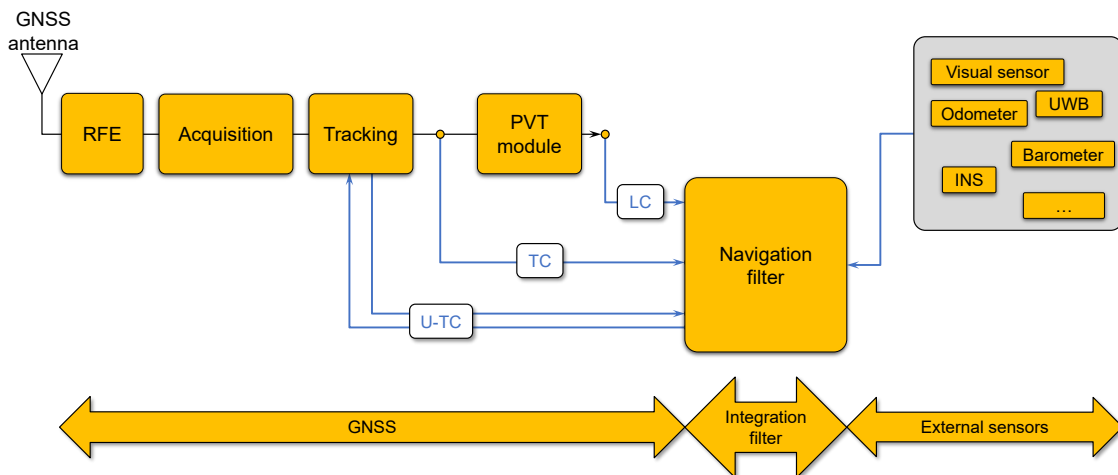 GNSS
antenna
RFE
Acquisition
Tracking
PVT
module
LC
TC
U-TC
Navigation
filter
Visual sensor
Odometer
UWB
Barometer
INS
...
GNSS
Integration
filter
External sensors